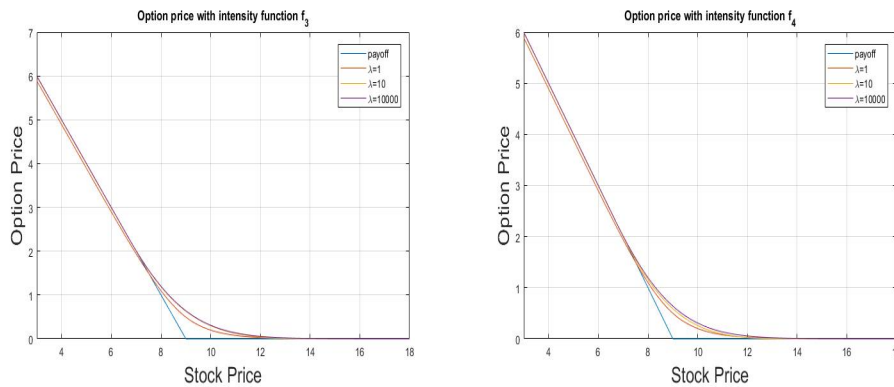 Option price with intensity function f3
7
6
5
4
3
2
1
0
Option Price
payoff
λ=1
λ=10
λ=10000
4 6 8 10 12 14 16 18
Stock Price
Option price with intensity function f4
6
5
4
3
2
1
0
Option Price
payoff
λ=1
λ=10
λ=10000
4 6 8 10 12 14 16
Stock Price